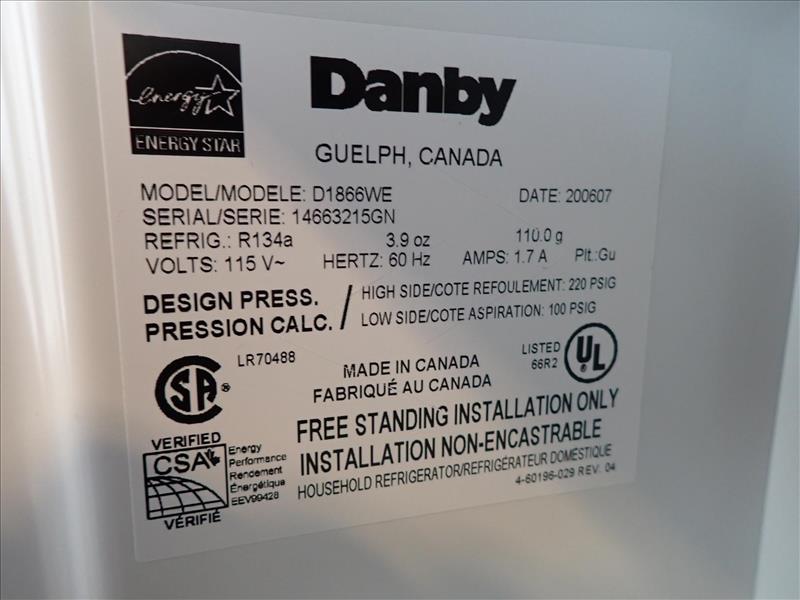 energy
ENERGY STAR
Danby
GUELPH, CANADA
MODEL/MODELE: D1866WE DATE: 200607
SERIAL/SERIE: 14663215GN
REFRIG.: R134a 3.9 oz 110.0 g
VOLTS: 115 V~ HERTZ: 60 Hz AMPS: 1.7 A Plt.:Gu
DESIGN PRESS. / HIGH SIDE/COTE REFOULEMENT: 220 PSIG
PRESSION CALC. / LOW SIDE/COTE ASPIRATION: 100 PSIG
SA ®
LR70488
MADE IN CANADA
FABRIQUÉ AU CANADA
LISTED
66R2
UL ®
FREE STANDING INSTALLATION ONLY
INSTALLATION NON-ENCASTRABLE
HOUSEHOLD REFRIGERATOR/REFRIGÉRATEUR DOMESTIQUE
4-60196-029 REV. 04
VERIFIED
CSA
VÉRIFIÉ
Energy
Performance
Rendement
Énergétique
EEV99428